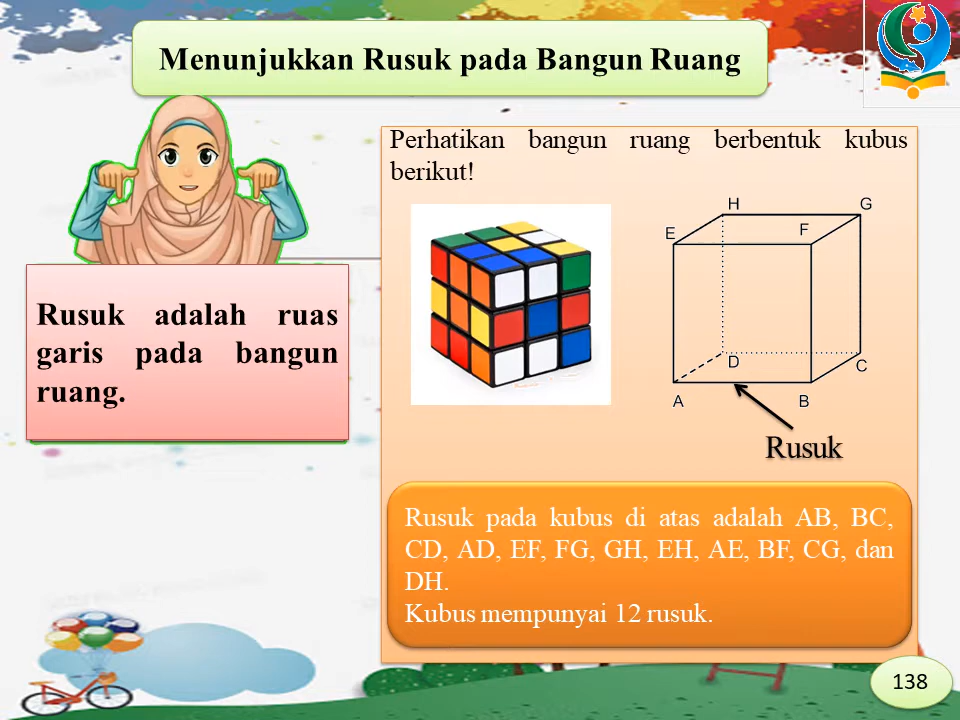 Menunjukkan Rusuk pada Bangun Ruang
Rusuk adalah ruas
garis pada bangun
ruang.
Perhatikan bangun ruang berbentuk kubus
berikut!
H G
E F
D C
A B
Rusuk
Rusuk pada kubus di atas adalah AB, BC,
CD, AD, EF, FG, GH, EH, AE, BF, CG, dan
DH.
Kubus mempunyai 12 rusuk.
138